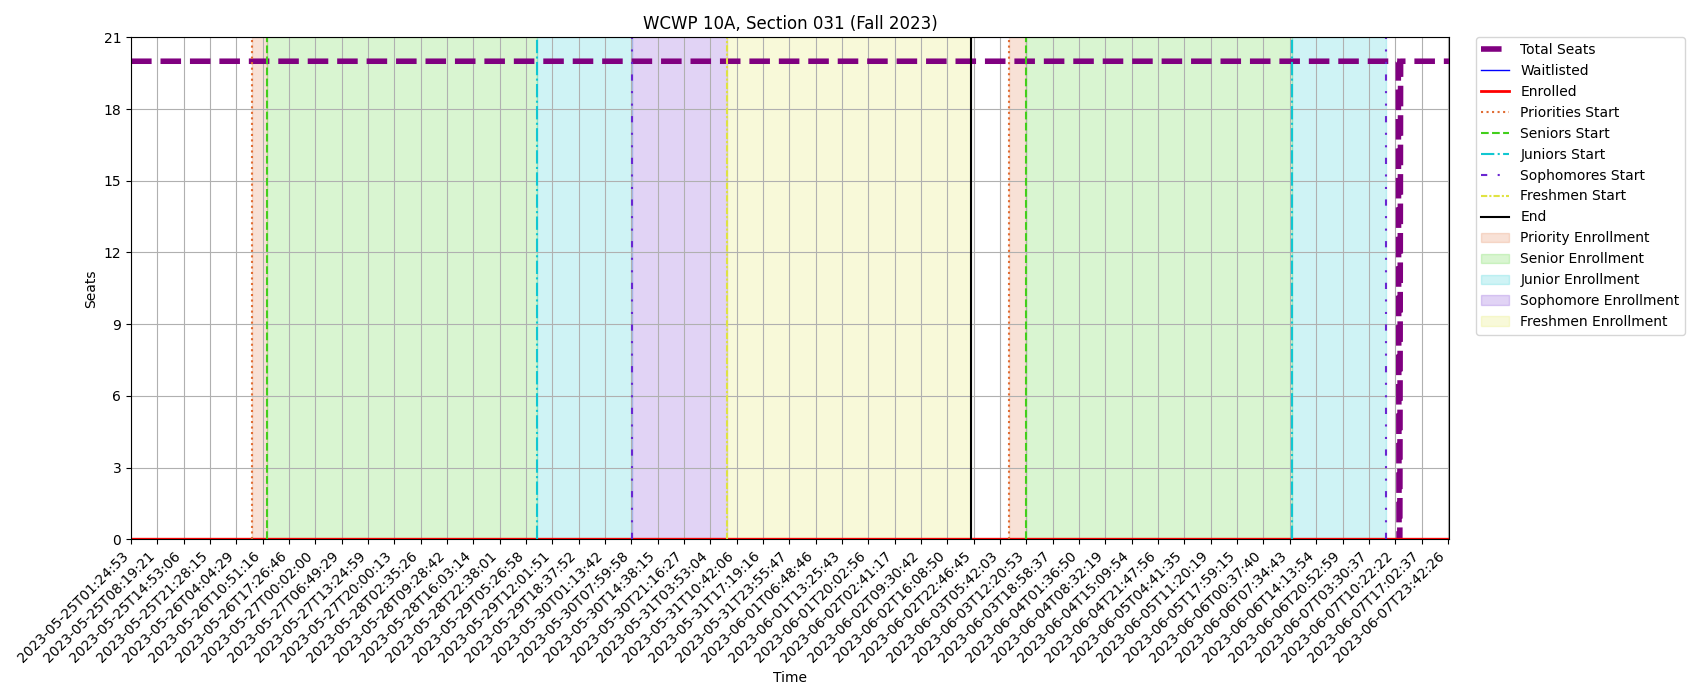 WCWP 10A, Section 031 (Fall 2023)
21
18
15
12
9
6
3
0
Seats
2023-05-25T01:24:53
2023-05-25T08:19:21
2023-05-25T14:53:06
2023-05-25T21:28:15
2023-05-26T04:04:29
2023-05-26T10:51:16
2023-05-26T17:26:46
2023-05-27T00:02:00
2023-05-27T06:49:29
2023-05-27T13:24:59
2023-05-27T20:00:13
2023-05-28T02:35:26
2023-05-28T09:28:42
2023-05-28T16:03:14
2023-05-28T22:38:01
2023-05-29T05:26:58
2023-05-29T12:01:51
2023-05-29T18:37:52
2023-05-30T01:13:42
2023-05-30T07:59:58
2023-05-30T14:38:15
2023-05-30T21:16:27
2023-05-31T03:53:04
2023-05-31T10:42:06
2023-05-31T17:19:16
2023-05-31T23:55:47
2023-06-01T06:48:46
2023-06-01T13:25:43
2023-06-01T20:02:56
2023-06-02T02:41:17
2023-06-02T09:30:42
2023-06-02T16:08:50
2023-06-02T22:46:45
2023-06-03T05:42:03
2023-06-03T12:20:53
2023-06-03T18:58:37
2023-06-04T01:36:50
2023-06-04T08:32:19
2023-06-04T15:09:54
2023-06-04T21:47:56
2023-06-05T04:41:35
2023-06-05T11:20:19
2023-06-05T17:59:15
2023-06-06T00:37:40
2023-06-06T07:34:43
2023-06-06T14:13:54
2023-06-06T20:52:59
2023-06-07T03:30:37
2023-06-07T10:22:22
2023-06-07T17:02:37
2023-06-07T23:42:26
Time
Total Seats
Waitlisted
Enrolled
Priorities Start
Seniors Start
Juniors Start
Sophomores Start
Freshmen Start
End
Priority Enrollment
Senior Enrollment
Junior Enrollment
Sophomore Enrollment
Freshmen Enrollment